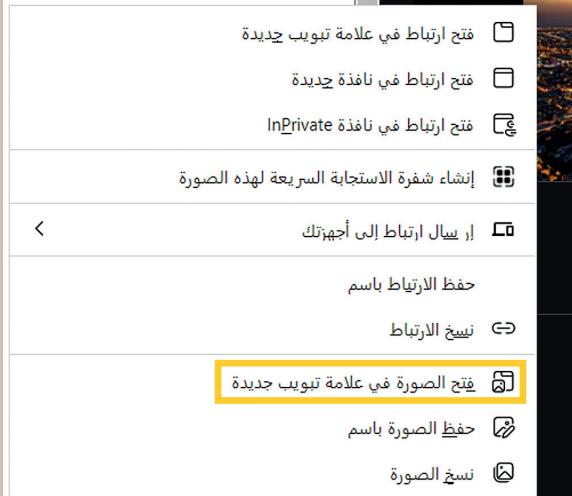 فتح ارتباط في علامة تبويب جديدة
فتح ارتباط في نافذة جديدة
فتح ارتباط في نافذة InPrivate
إنشاء شفرة الاستجابة السريعة لهذه الصورة
إرسال ارتباط إلى أجهزتك
حفظ الارتباط باسم
نسخ الارتباط
فتح الصورة في علامة تبويب جديدة
حفظ الصورة باسم
نسخ الصورة